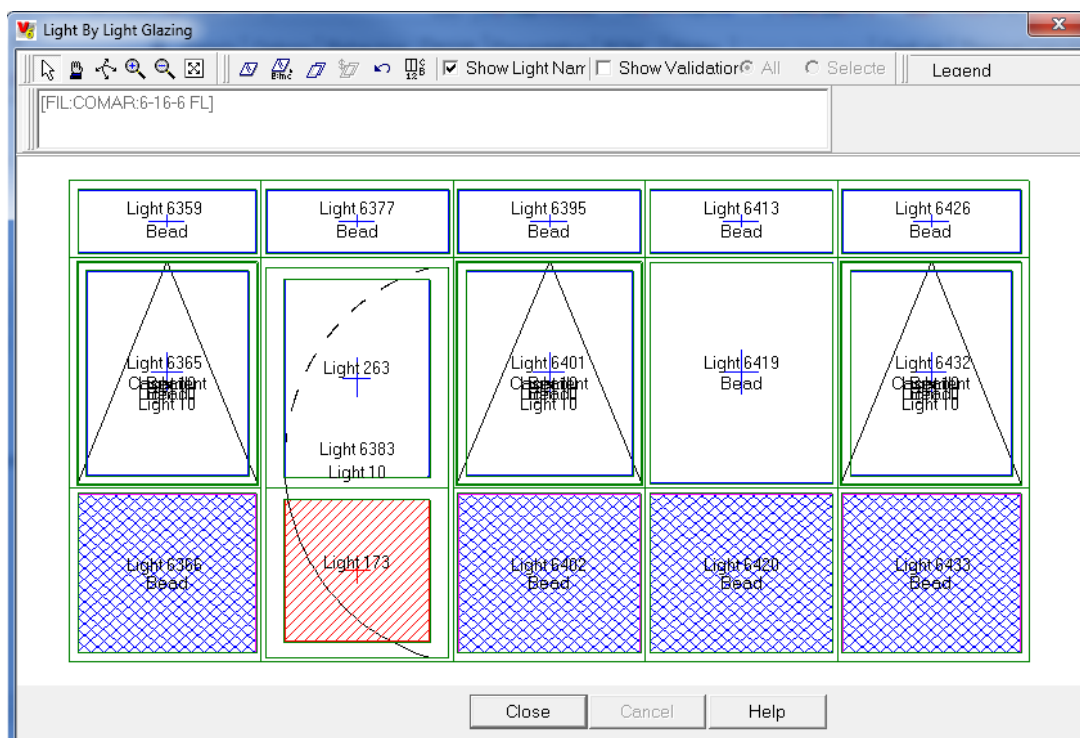 Light By Light Glazing
Show Light Nam
Show Validation
All
Selecte
Legend
[FIL:COMAR:6-16-6 FL]
Light 6359
Bead
Light 6377
Bead
Light 6395
Bead
Light 6413
Bead
Light 6426
Bead
Light 6365
Light 10
Light 263
Light 6383
Light 10
Light 6401
Light 10
Light 6419
Bead
Light 6432
Light 10
Light 6366
Bead
Light 173
Light 6402
Bead
Light 6420
Bead
Light 6433
Bead
Close
Cancel
Help